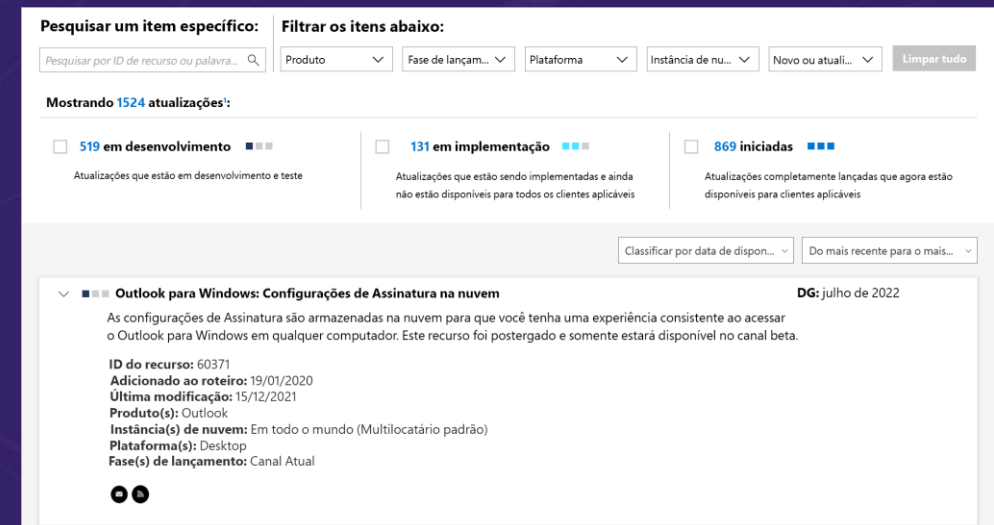 Pesquisar um item específico:
Filtrar os itens abaixo:
Pesquisar por ID de recurso ou palavra...
Produto
Fase de lançam...
Plataforma
Instância de nu...
Novo ou atuali...
Limpar tudo
Mostrando 1524 atualizações¹:
519 em desenvolvimento
Atualizações que estão em desenvolvimento e teste
131 em implementação
Atualizações que estão sendo implementadas e ainda
não estão disponíveis para todos os clientes aplicáveis
869 iniciadas
Atualizações completamente lançadas que agora estão
disponíveis para clientes aplicáveis
Classificar por data de dispon...
Do mais recente para o mais...
Outlook para Windows: Configurações de Assinatura na nuvem
DG: julho de 2022
As configurações de Assinatura são armazenadas na nuvem para que você tenha uma experiência consistente ao acessar
o Outlook para Windows em qualquer computador. Este recurso foi postergado e somente estará disponível no canal beta.
ID do recurso: 60371
Adicionado ao roteiro: 19/01/2020
Última modificação: 15/12/2021
Produto(s): Outlook
Instância(s) de nuvem: Em todo o mundo (Multilocatário padrão)
Plataforma(s): Desktop
Fase(s) de lançamento: Canal Atual